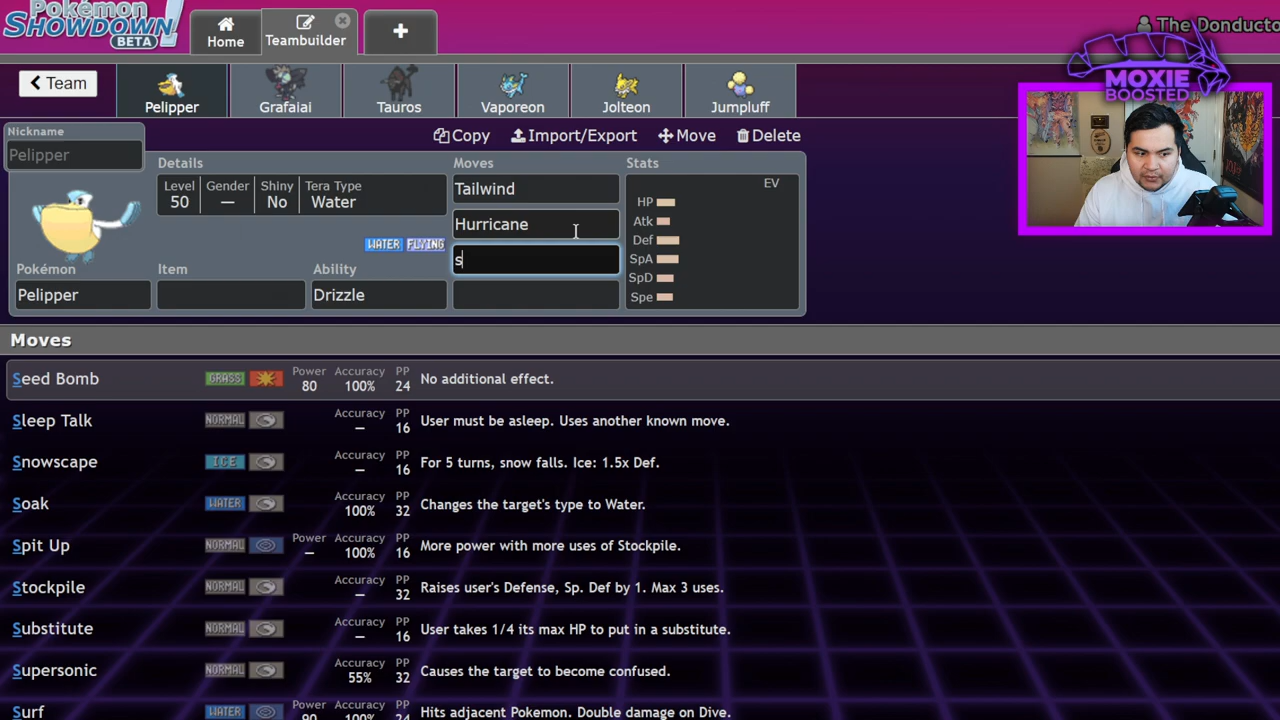 Pokémon
SHOWDOWN!
BETA
Home
Teambuilder
The Donducto
MOXIE
BOOSTED
Team
Pelipper
Grafaiai
Tauros
Vaporeon
Jolteon
Jumpluff
Copy
Import/Export
Move
Delete
Nickname
Pelipper
Details
Moves
Stats
Level
50
Gender
—
Shiny
No
Tera Type
Water
WATER FLYING
Pokémon
Pelipper
Item
Ability
Drizzle
Tailwind
Hurricane
s
EV
HP
Atk
Def
SpA
SpD
Spe
Moves
Seed Bomb GRASS Power 80 Accuracy 100% PP 24 No additional effect.
Sleep Talk NORMAL Accuracy — PP 16 User must be asleep. Uses another known move.
Snowscape ICE Accuracy — PP 16 For 5 turns, snow falls. Ice: 1.5x Def.
Soak WATER Accuracy 100% PP 32 Changes the target's type to Water.
Spit Up NORMAL Power — Accuracy 100% PP 16 More power with more uses of Stockpile.
Stockpile NORMAL Accuracy — PP 32 Raises user's Defense, Sp. Def by 1. Max 3 uses.
Substitute NORMAL Accuracy — PP 16 User takes 1/4 its max HP to put in a substitute.
Supersonic NORMAL Accuracy 55% PP 32 Causes the target to become confused.
Surf WATER Power 90 Accuracy 100% PP 24 Hits adjacent Pokemon. Double damage on Dive.